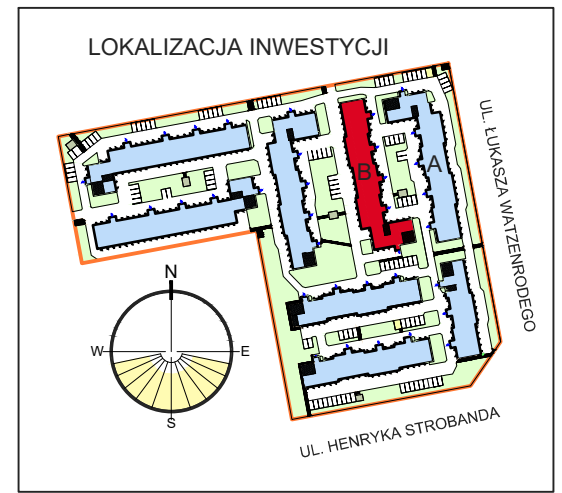 LOKALIZACJA INWESTYCJI
B
A
UL. ŁUKASZA WATZENRODEGO
N
W
E
S
UL. HENRYKA STROBANDA